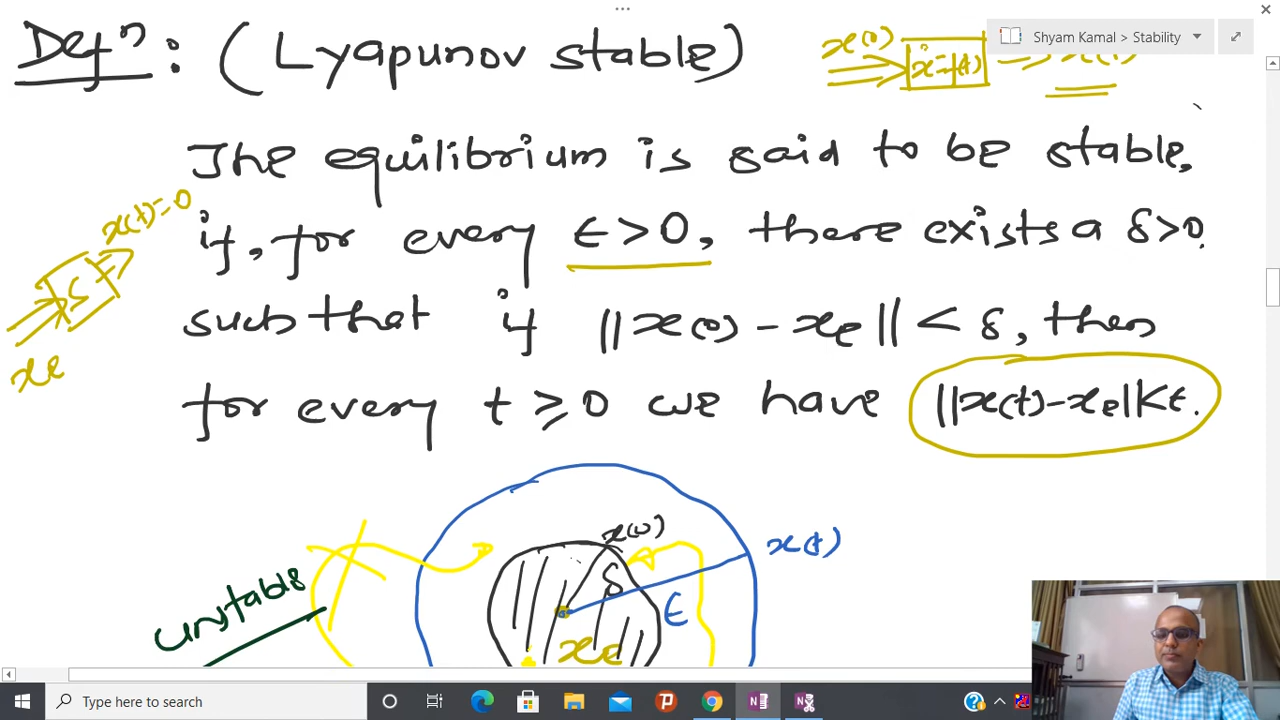 Shyam Kamal > Stability
Defⁿ : (Lyapunov stable)
x(0)
The equilibrium is said to be stable,
if, for every ϵ>0, there exists a δ>0.
such that if ||x(0) - xe|| < δ, then
for every t ≥ 0 we have ||x(t)-xe||<ϵ.
x(t)=0
S
xe
x(0)
x(t)
δ
ϵ
xe
unstable
Type here to search